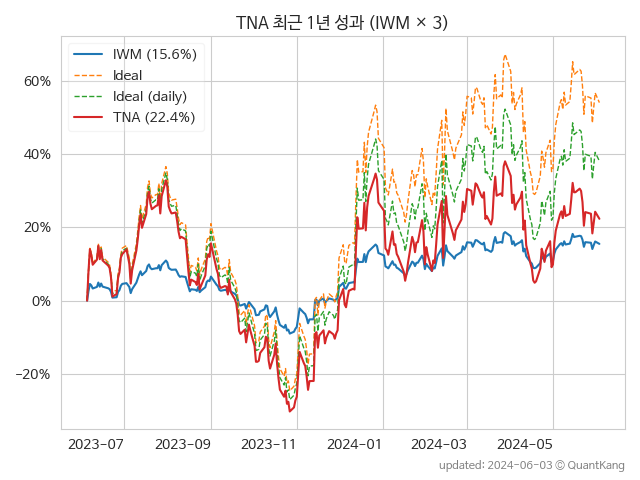 TNA 최근 1년 성과 (IWM × 3)
IWM (15.6%)
Ideal
Ideal (daily)
TNA (22.4%)
60%
40%
20%
0%
−20%
2023−07 2023−09 2023−11 2024−01 2024−03 2024−05
updated: 2024−06−03 © QuantKang